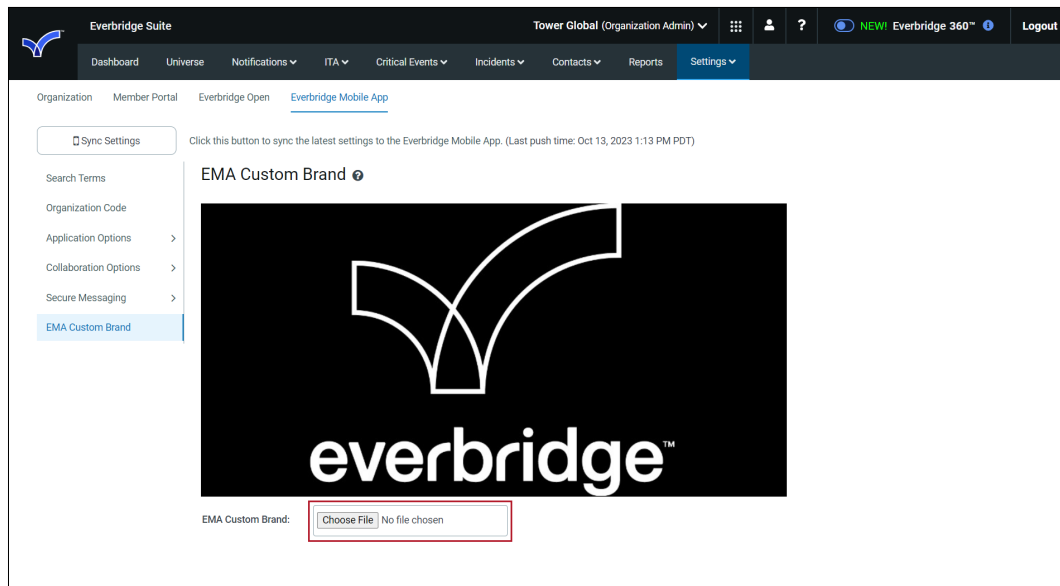 Everbridge Suite
Tower Global (Organization Admin)
?
NEW! Everbridge 360™
Logout
Dashboard
Universe
Notifications
ITA
Critical Events
Incidents
Contacts
Reports
Settings
Organization
Member Portal
Everbridge Open
Everbridge Mobile App
Sync Settings
Click this button to sync the latest settings to the Everbridge Mobile App. (Last push time: Oct 13, 2023 1:13 PM PDT)
Search Terms
Organization Code
Application Options
Collaboration Options
Secure Messaging
EMA Custom Brand
EMA Custom Brand
everbridge™
EMA Custom Brand:
Choose File No file chosen